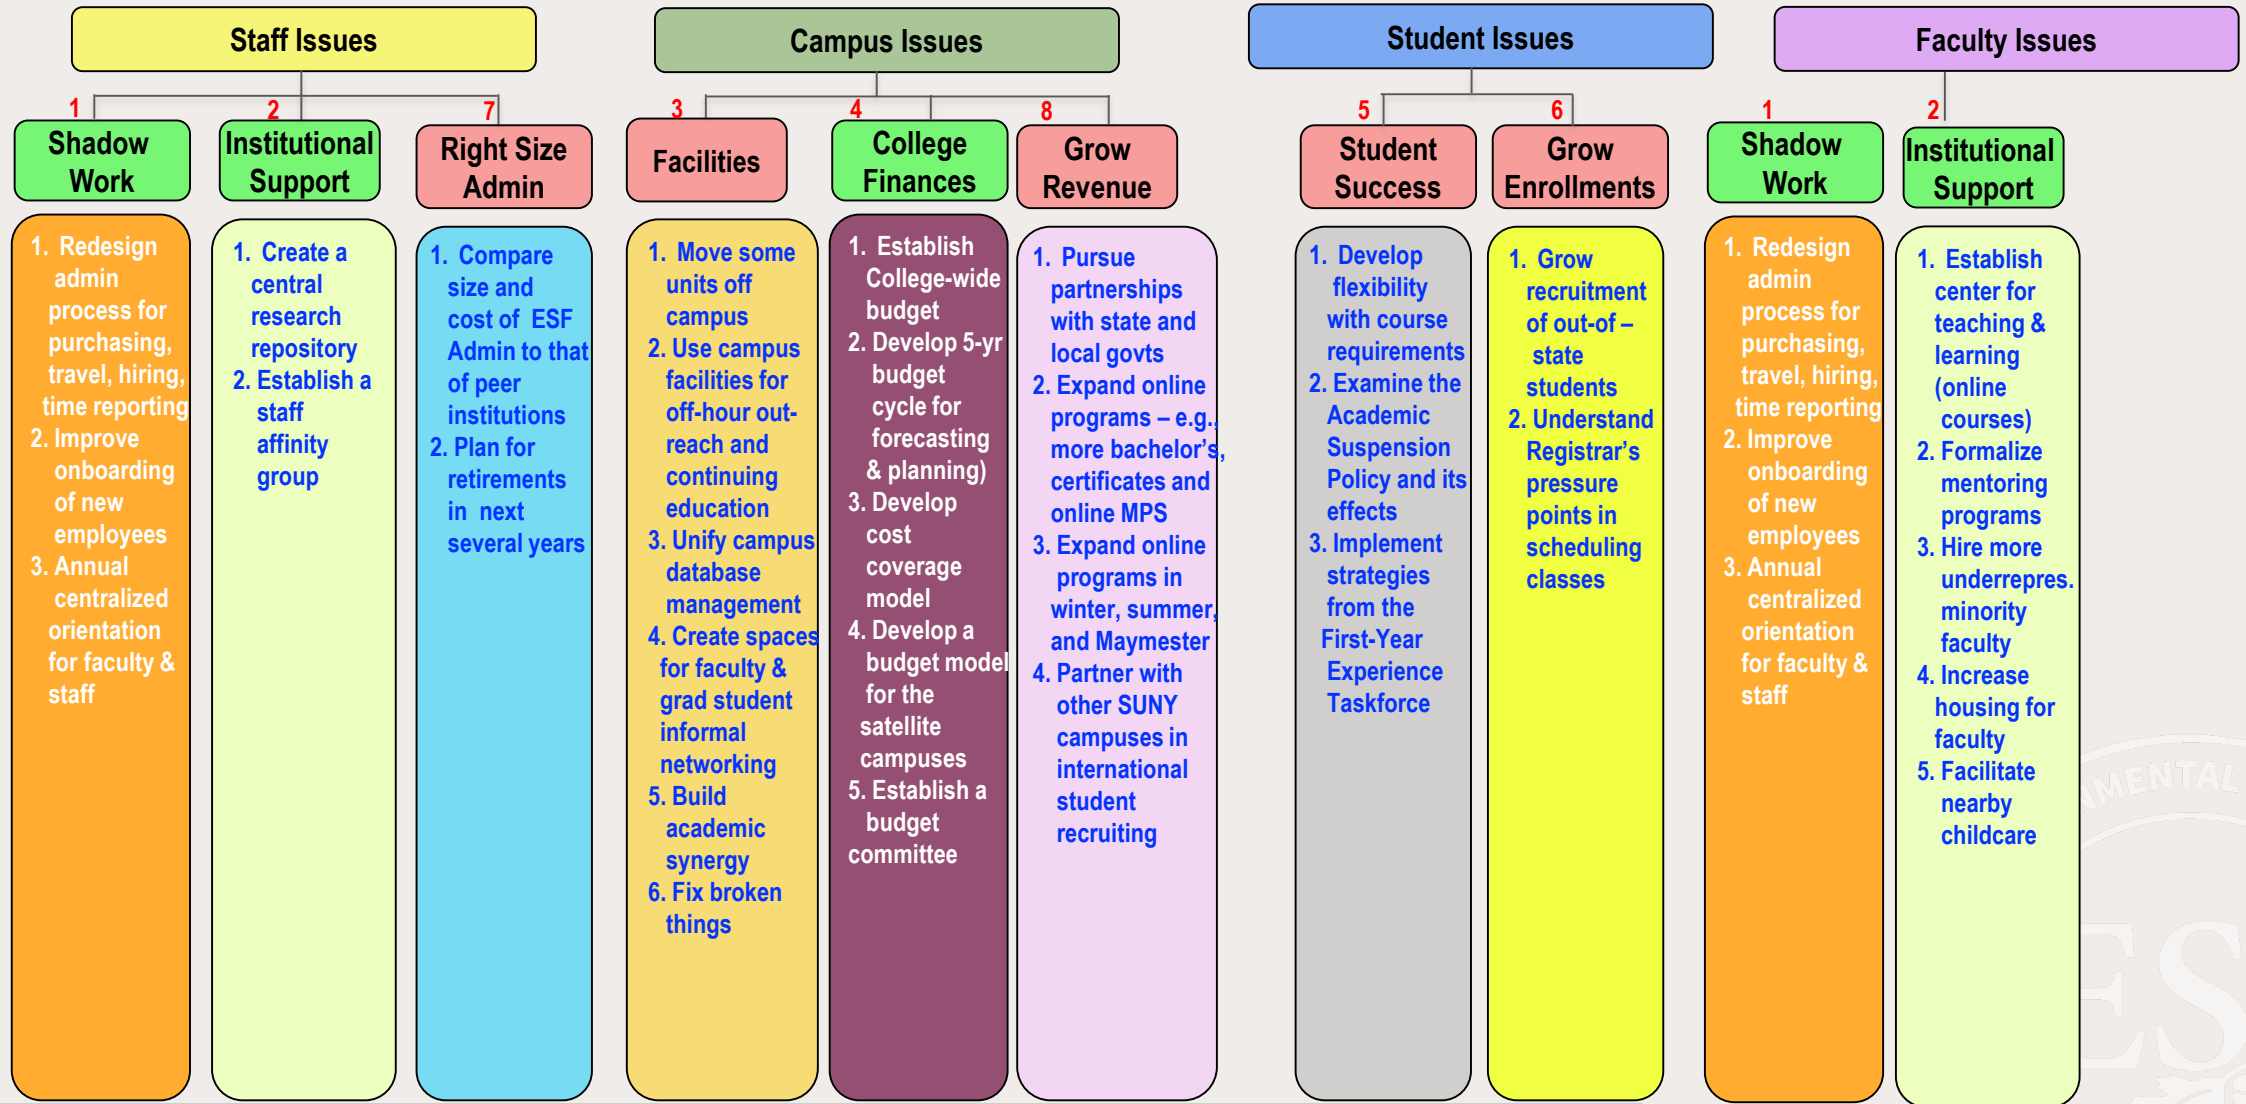 Staff Issues
Campus Issues
Student Issues
Faculty Issues
1
Shadow
Work
1. Redesign
admin
process for
purchasing,
travel, hiring,
time reporting
2. Improve
onboarding
of new
employees
3. Annual
centralized
orientation
for faculty &
staff
2
Institutional
Support
1. Create a
central
research
repository
2. Establish a
staff
affinity
group
7
Right Size
Admin
1. Compare
size and
cost of ESF
Admin to that
of peer
institutions
2. Plan for
retirements
in next
several years
3
Facilities
1. Move some
units off
campus
2. Use campus
facilities for
off-hour out-
reach and
continuing
education
3. Unify campus
database
management
4. Create spaces
for faculty &
grad student
informal
networking
5. Build
academic
synergy
6. Fix broken
things
4
College
Finances
1. Establish
College-wide
budget
2. Develop 5-yr
budget
cycle for
forecasting
& planning)
3. Develop
cost
coverage
model
4. Develop a
budget model
for the
satellite
campuses
5. Establish a
budget
committee
8
Grow
Revenue
1. Pursue
partnerships
with state and
local govts
2. Expand online
programs – e.g.,
more bachelor’s,
certificates and
online MPS
3. Expand online
programs in
winter, summer,
and Maymester
4. Partner with
other SUNY
campuses in
international
student
recruiting
5
Student
Success
1. Develop
flexibility
with course
requirements
2. Examine the
Academic
Suspension
Policy and its
effects
3. Implement
strategies
from the
First-Year
Experience
Taskforce
6
Grow
Enrollments
1. Grow
recruitment
of out-of –
state
students
2. Understand
Registrar’s
pressure
points in
scheduling
classes
1
Shadow
Work
1. Redesign
admin
process for
purchasing,
travel, hiring,
time reporting
2. Improve
onboarding
of new
employees
3. Annual
centralized
orientation
for faculty &
staff
2
Institutional
Support
1. Establish
center for
teaching &
learning
(online
courses)
2. Formalize
mentoring
programs
3. Hire more
underrepres.
minority
faculty
4. Increase
housing for
faculty
5. Facilitate
nearby
childcare